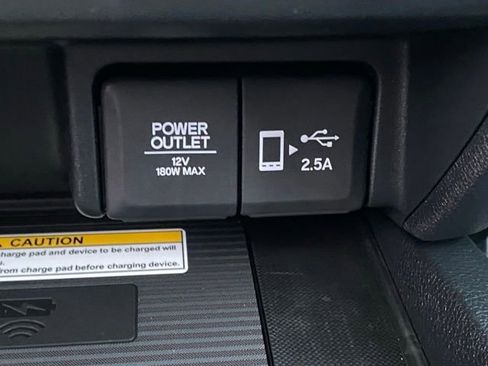 POWER
OUTLET
12V
180W MAX
2.5A
CAUTION
charge pad and device to be charged will
from charge pad before charging device.